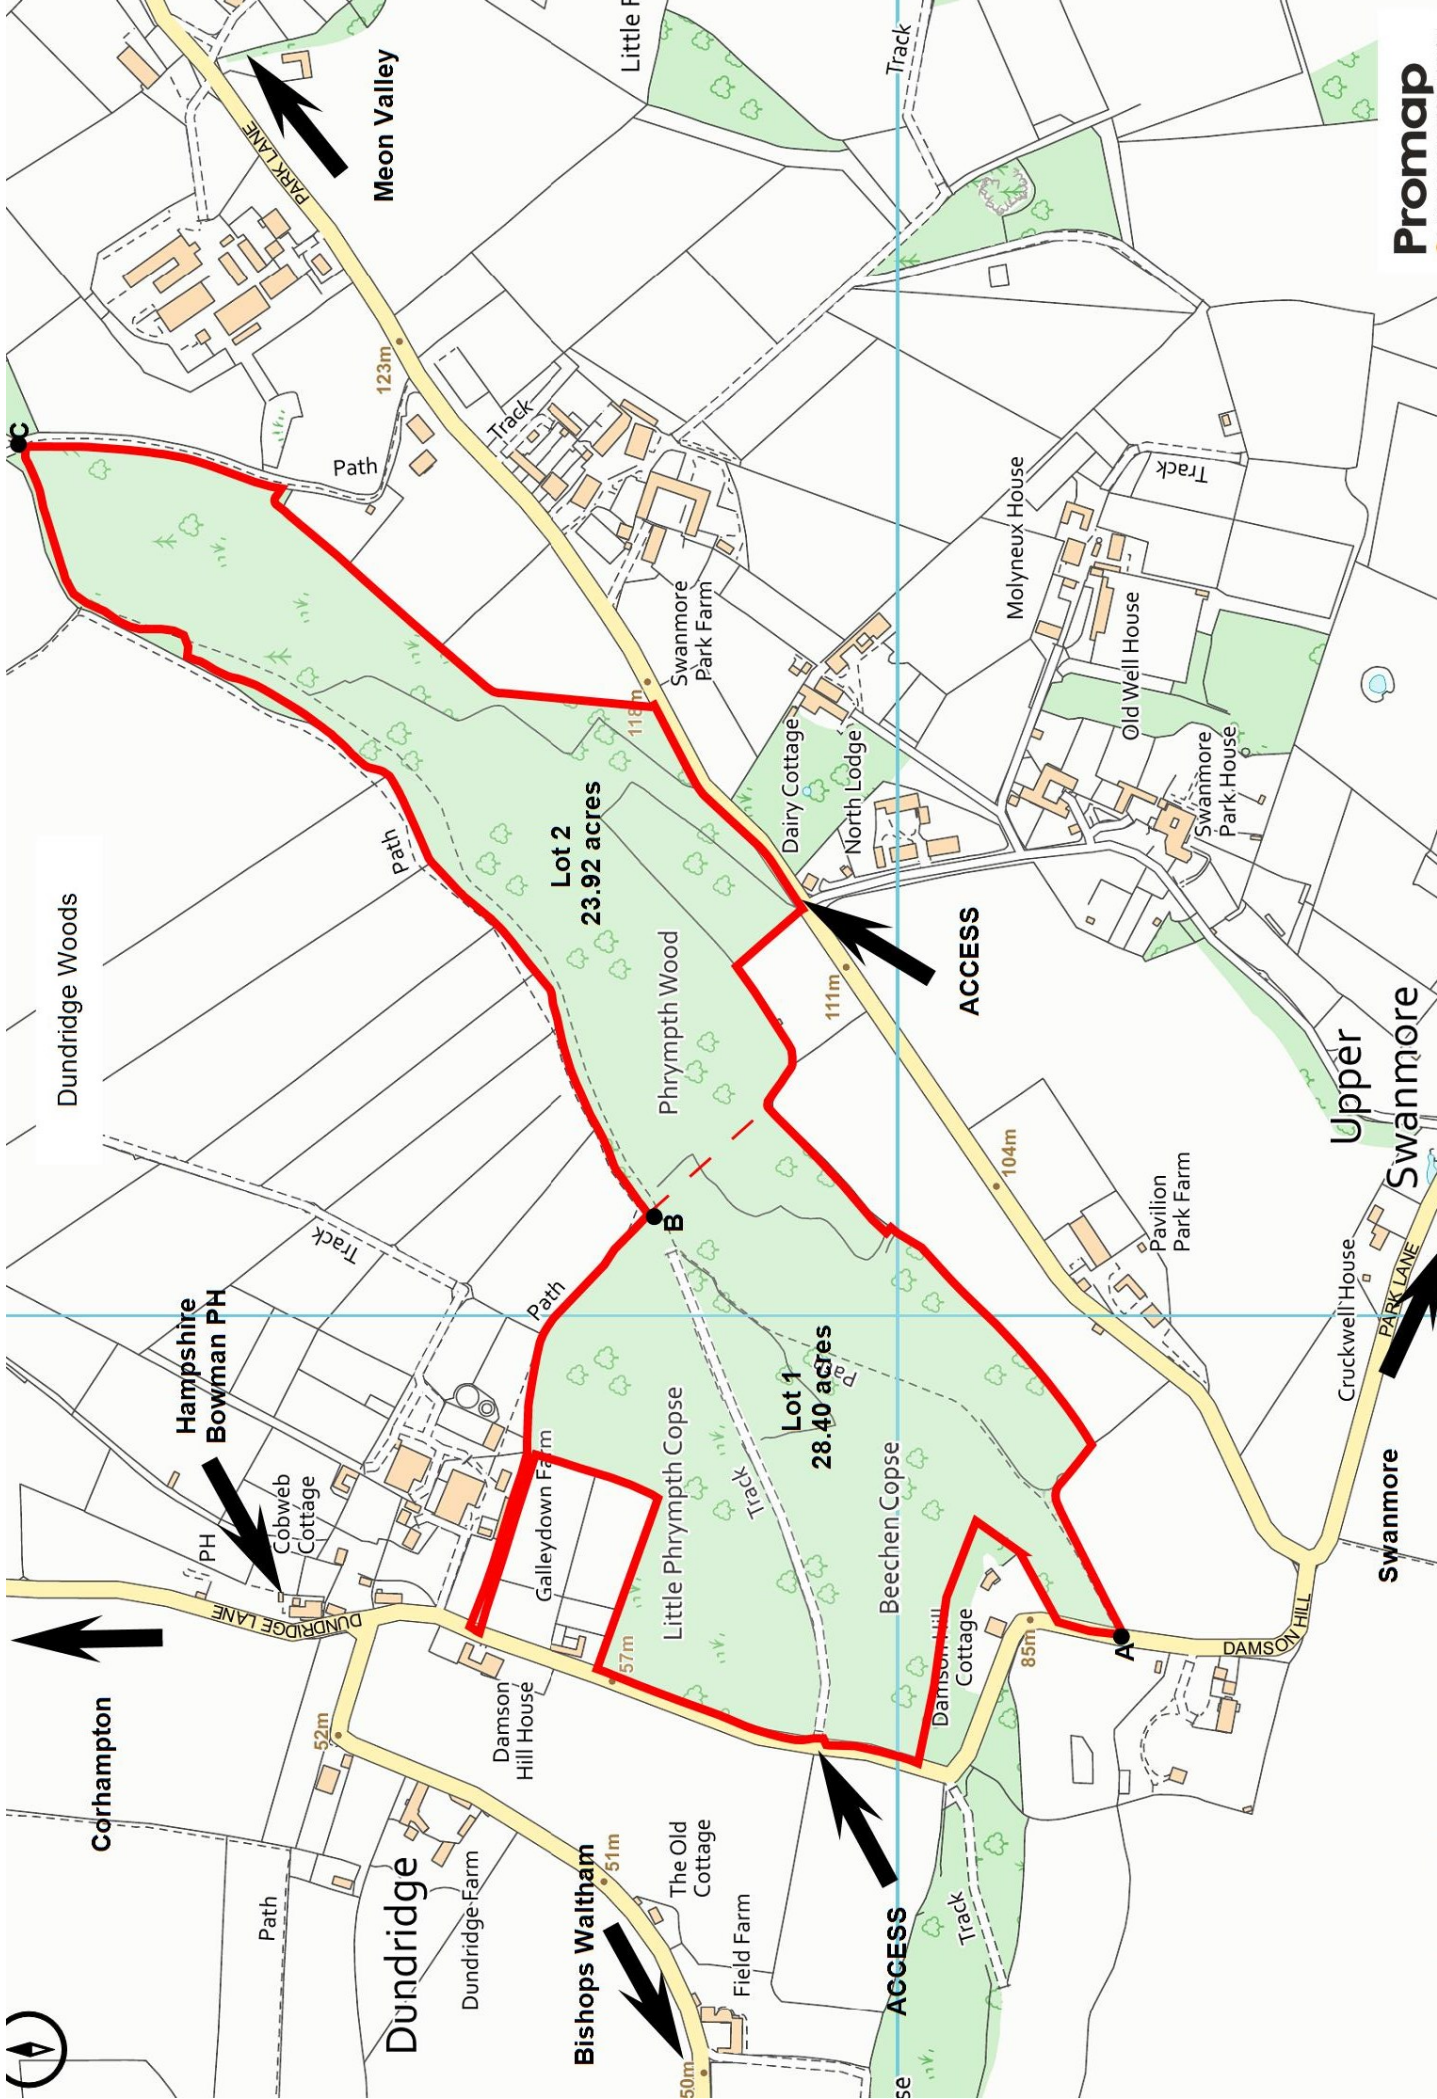 Corhampton
Hampshire
Bowman PH
Dundridge Woods
Meon Valley
PARK LANE
Path
PH
Cobweb
Cottage
DUNDRIDGE LANE
Track
Path
Path
123m
Track
52m
Damson
Hill House
Galleydown Farm
Path
Dundridge
Dundridge Farm
Bishops Waltham
51m
The Old
Cottage
Field Farm
50m
57m
Little Phrympth Copse
Track
B
C
A
Lot 2
23.92 acres
Phrympth Wood
118m
Swanmore
Park Farm
Little F
Track
Dairy Cottage
North Lodge
111m
ACCESS
Lot 1
28.40 acres
Pa
Beechen Copse
ACCESS
Damson Hill
Cottage
85m
Track
se
104m
Pavilion
Park Farm
Molyneux House
Track
Old Well House
Swanmore
Park House
Upper
Swanmore
Cruckwell House
PARK LANE
DAMSON HILL
Swanmore
Promap